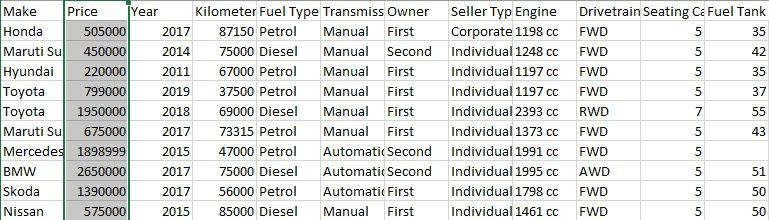 Make Price Year Kilometer Fuel Type Transmiss Owner Seller Typ Engine Drivetrain Seating Ca Fuel Tank
Honda 505000 2017 87150 Petrol Manual First Corporate 1198 cc FWD 5 35
Maruti Su 450000 2014 75000 Diesel Manual Second Individual 1248 cc FWD 5 42
Hyundai 220000 2011 67000 Petrol Manual First Individual 1197 cc FWD 5 35
Toyota 799000 2019 37500 Petrol Manual First Individual 1197 cc FWD 5 37
Toyota 1950000 2018 69000 Diesel Manual First Individual 2393 cc RWD 7 55
Maruti Su 675000 2017 73315 Petrol Manual First Individual 1373 cc FWD 5 43
Mercedes 1898999 2015 47000 Petrol Automatic Second Individual 1991 cc FWD 5
BMW 2650000 2017 75000 Diesel Automatic Second Individual 1995 cc AWD 5 51
Skoda 1390000 2017 56000 Petrol Automatic First Individual 1798 cc FWD 5 50
Nissan 575000 2015 85000 Diesel Manual First Individual 1461 cc FWD 5 50